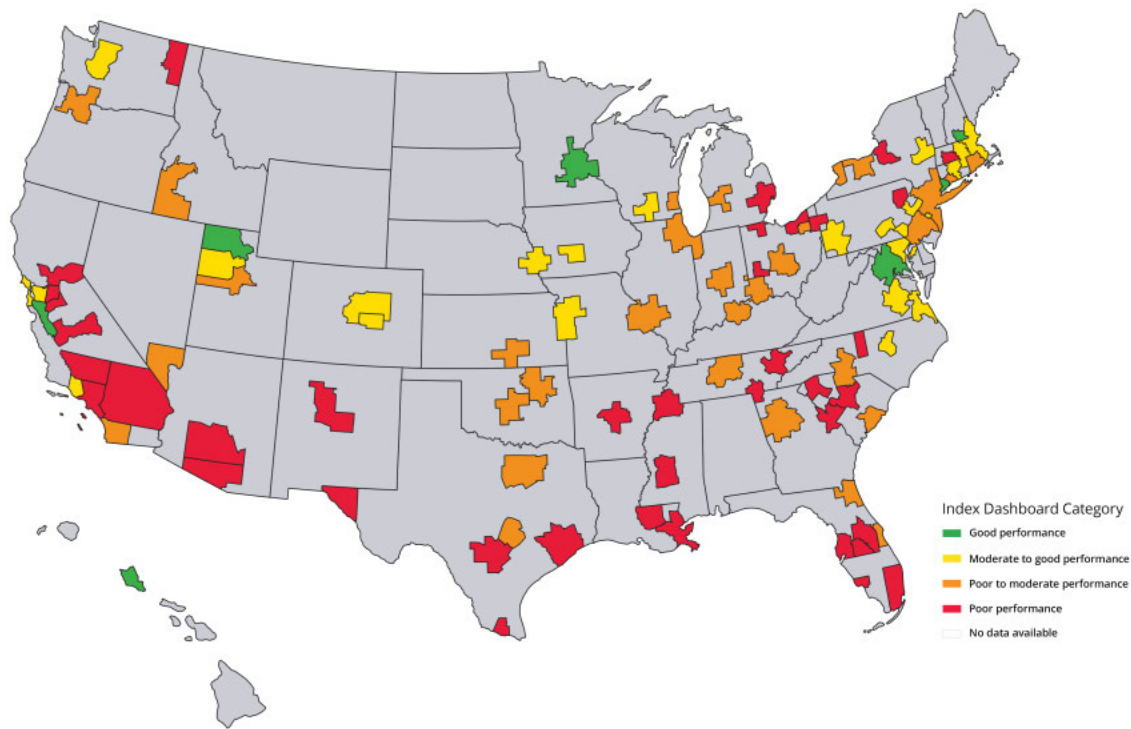 Index Dashboard Category
Good performance
Moderate to good performance
Poor to moderate performance
Poor performance
No data available